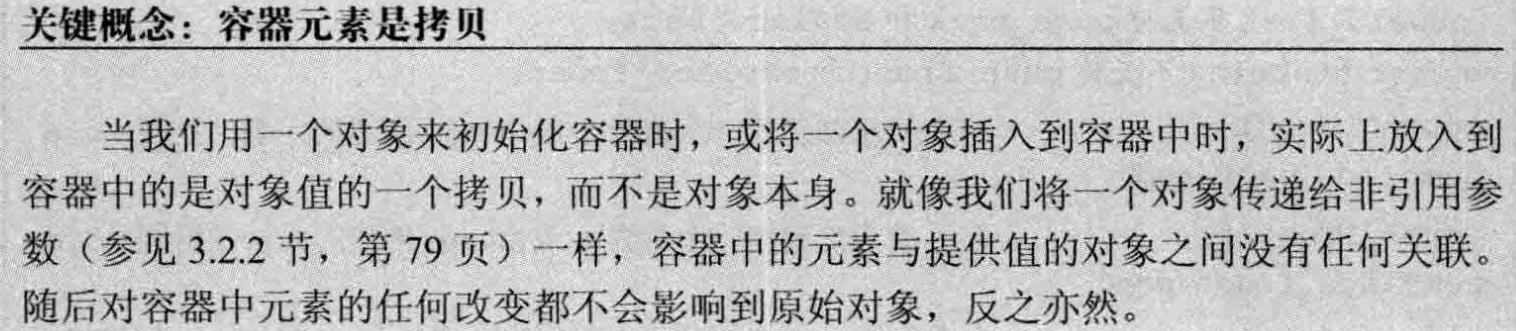 关键概念：容器元素是拷贝
当我们用一个对象来初始化容器时，或将一个对象插入到容器中时，实际上放入到
容器中的是对象值的一个拷贝，而不是对象本身。就像我们将一个对象传递给非引用参
数（参见 3.2.2 节，第 79 页）一样，容器中的元素与提供值的对象之间没有任何关联。
随后对容器中元素的任何改变都不会影响到原始对象，反之亦然。